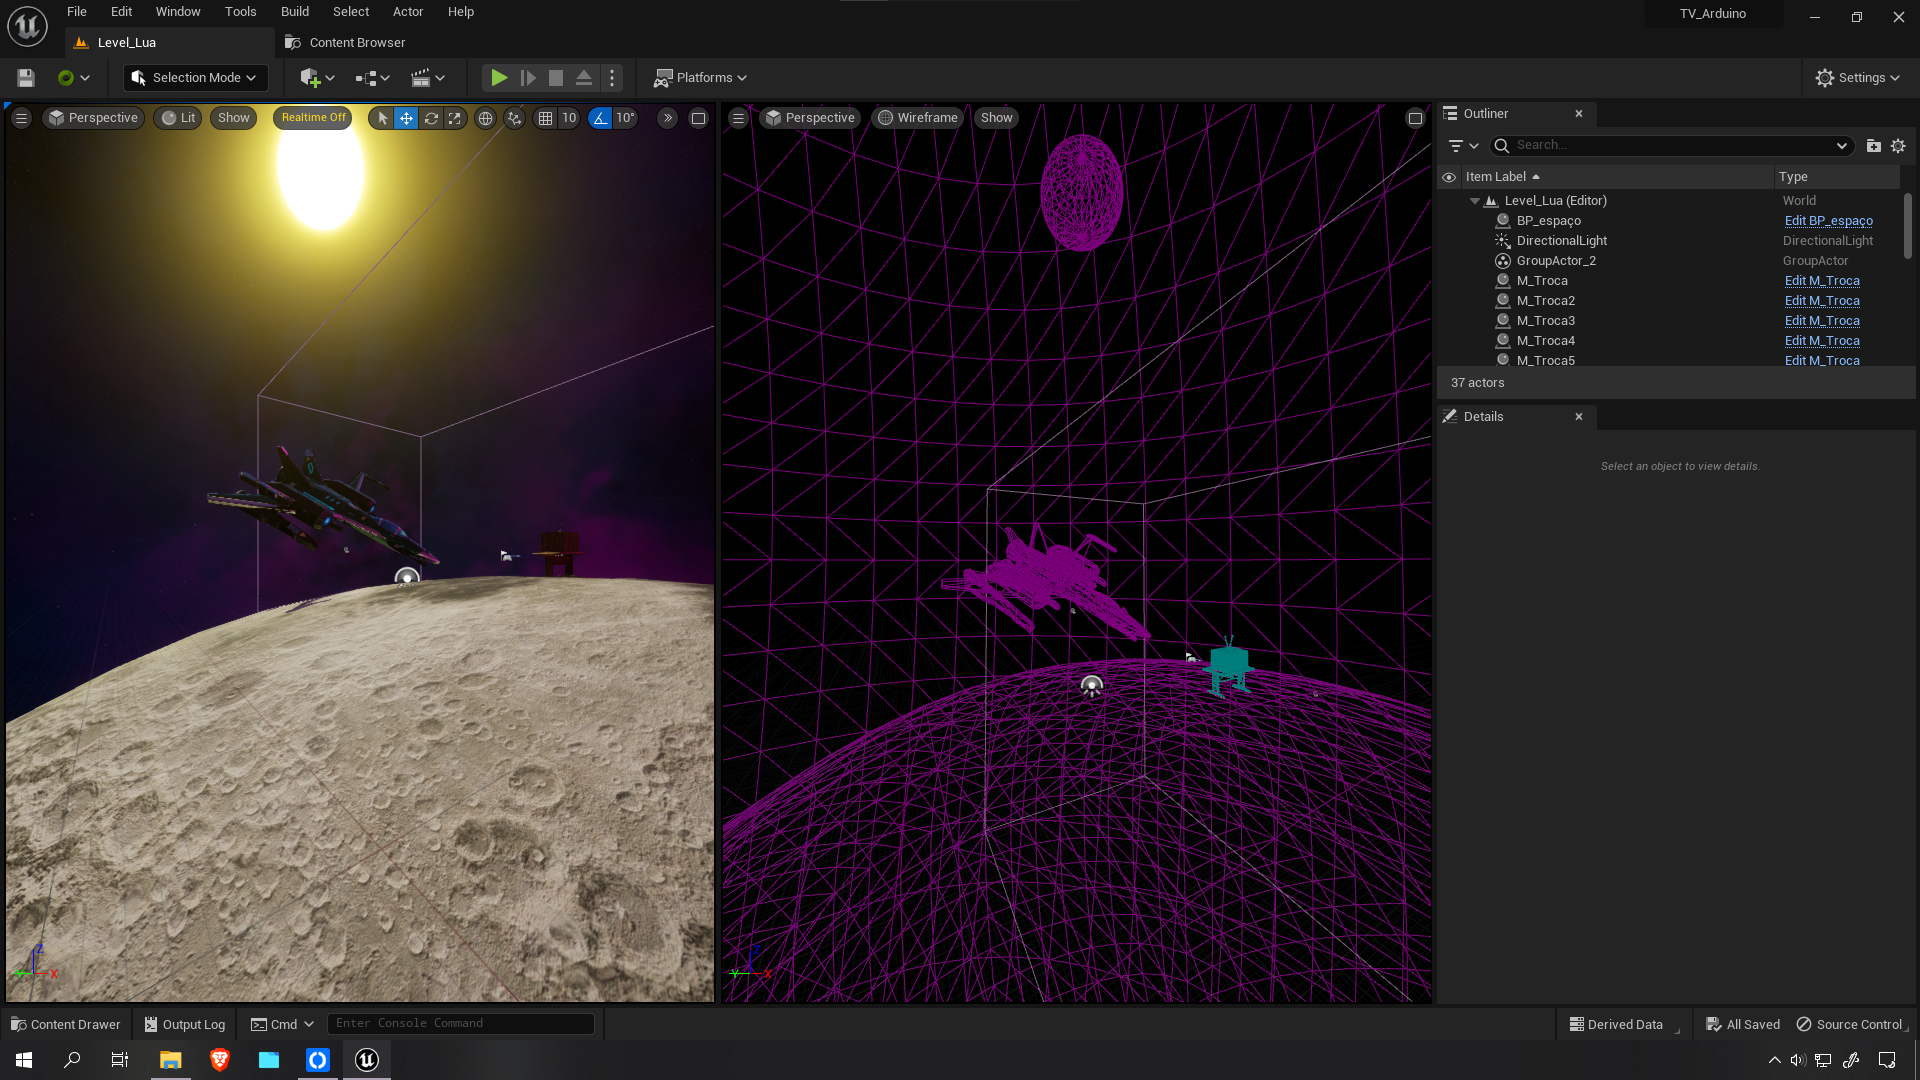 File Edit Window Tools Build Select Actor Help
TV_Arduino
Level_Lua
Content Browser
Selection Mode
Platforms
Settings
Perspective Lit Show Realtime Off 10 10°
Perspective Wireframe Show
Outliner
Search...
Item Label Type
Level_Lua (Editor) World
BP_espaço Edit BP_espaço
DirectionalLight DirectionalLight
GroupActor_2 GroupActor
M_Troca Edit M_Troca
M_Troca2 Edit M_Troca
M_Troca3 Edit M_Troca
M_Troca4 Edit M_Troca
M_Troca5 Edit M_Troca
37 actors
Details
Select an object to view details.
Z
Y X
Z
Y X
Content Drawer Output Log Cmd Enter Console Command
Derived Data All Saved Source Control